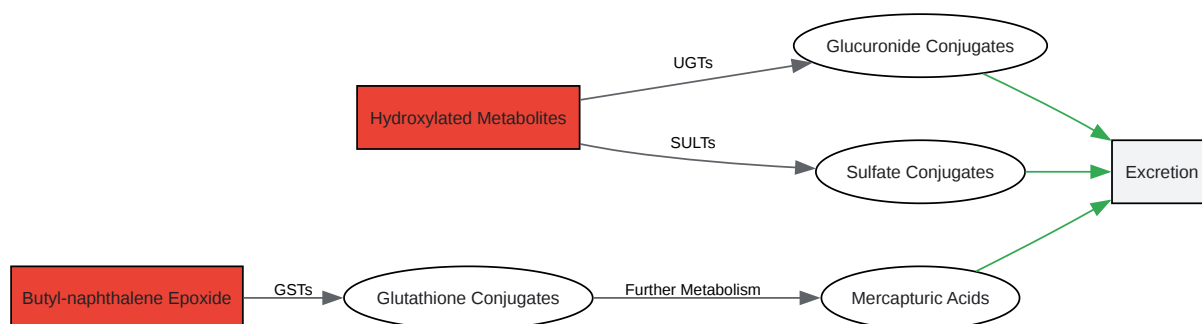 Glucuronide Conjugates
UGTs
Hydroxylated Metabolites
SULTs
Sulfate Conjugates
Excretion
Butyl-naphthalene Epoxide
GSTs
Glutathione Conjugates
Further Metabolism
Mercapturic Acids